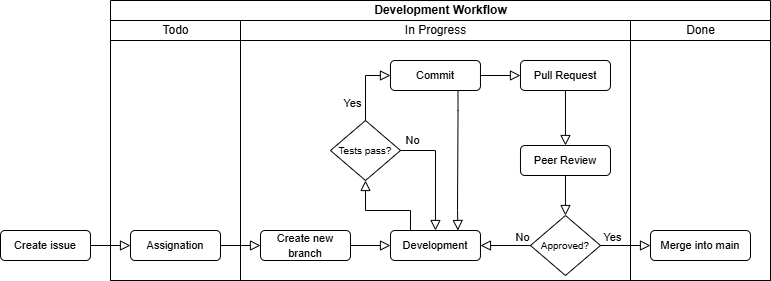 Development Workflow
Todo
In Progress
Done
Commit
Pull Request
Yes
Tests pass?
No
Peer Review
Create issue
Assignation
Create new
branch
Development
No
Approved?
Yes
Merge into main